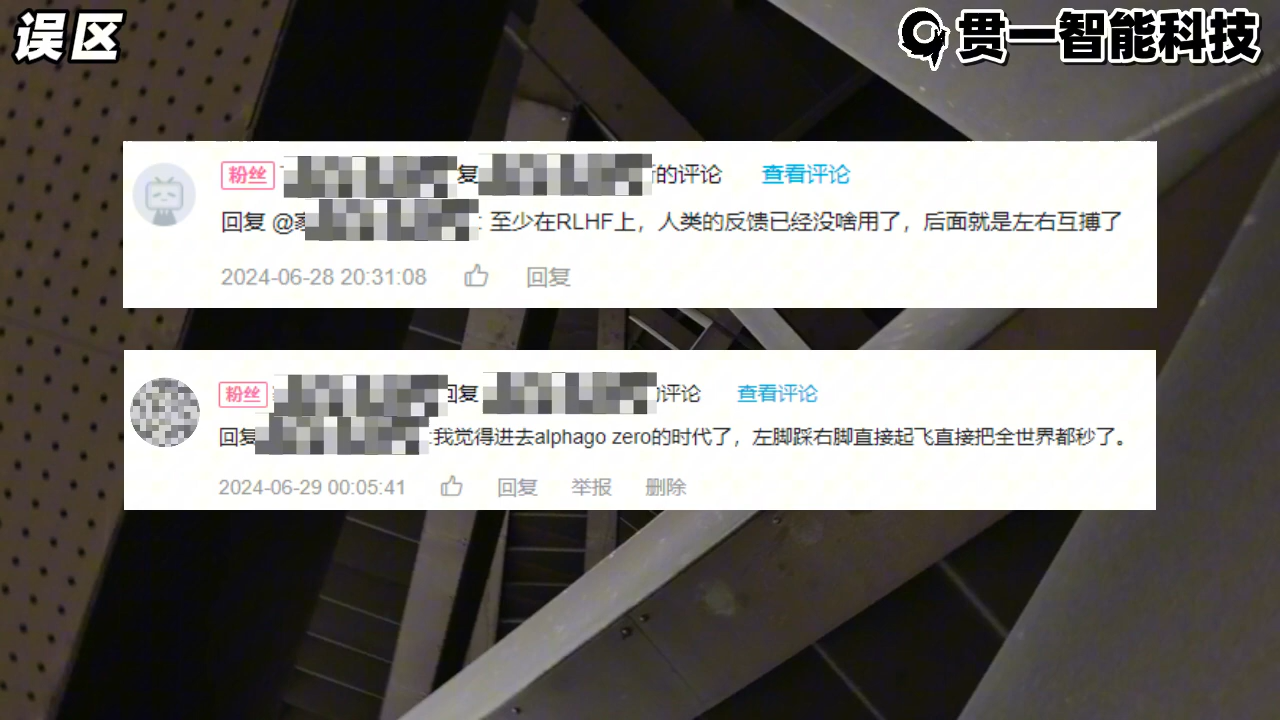 误区
贯一智能科技
粉丝 复 的评论 查看评论
回复 @家 : 至少在RLHF上，人类的反馈已经没啥用了，后面就是左右互搏了
2024-06-28 20:31:08 回复
粉丝 回复 评论 查看评论
回复 :我觉得进去alphago zero的时代了，左脚踩右脚直接起飞直接把全世界都秒了。
2024-06-29 00:05:41 回复 举报 删除